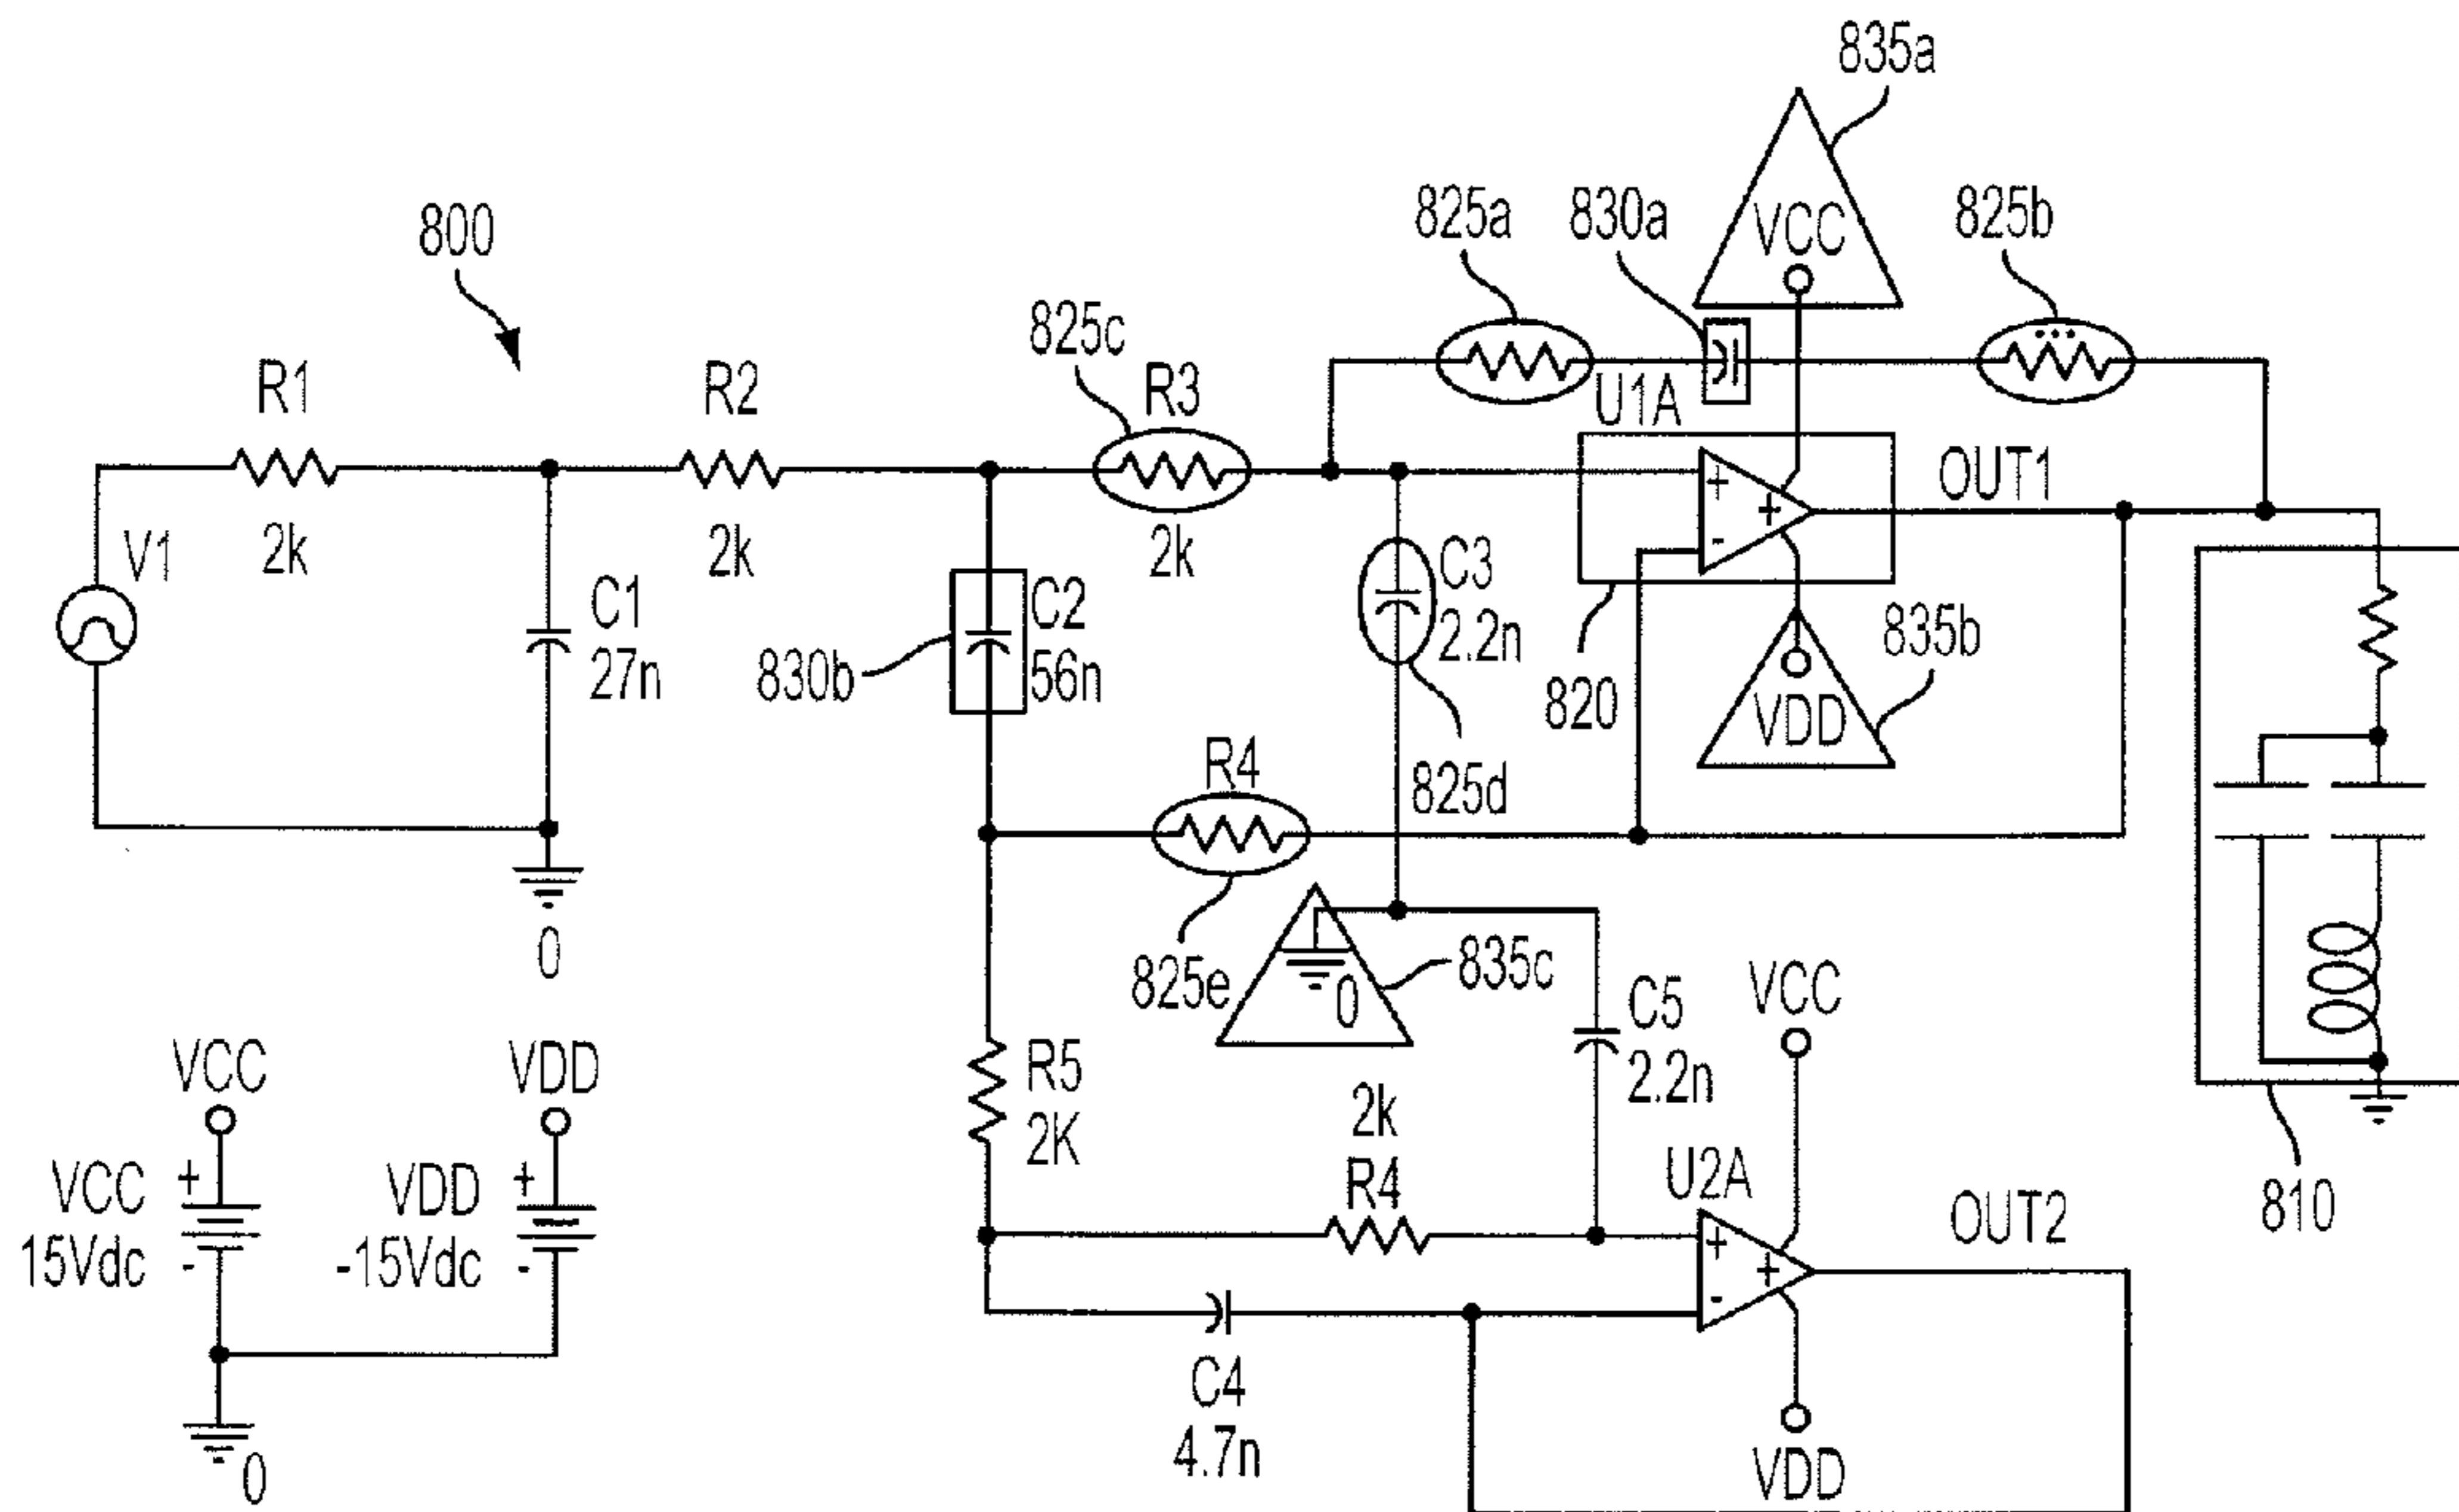 835a
800
825a
830a
825b
VCC
825c
R1
R2
R3
U1A
OUT1
V1
2k
2k
2k
+
+
-
C1
27n
C2
56n
C3
2.2n
830b
820
835b
VDD
R4
825d
825e
835c
0
0
VCC
C5
2.2n
VCC
VDD
R5
2K
2k
R4
U2A
810
VCC
15Vdc
+
-
VDD
-15Vdc
+
-
+
+
-
OUT2
C4
4.7n
VDD
0